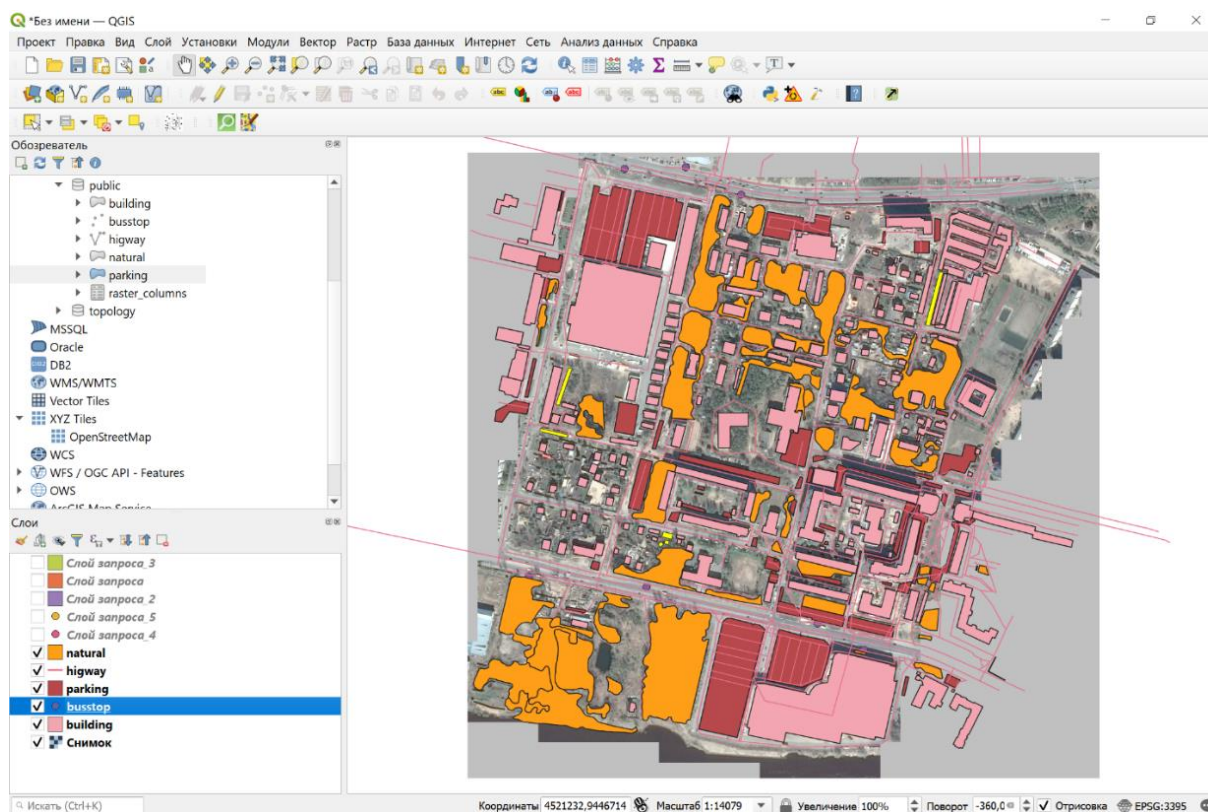 *Без имени — QGIS
Проект Правка Вид Слой Установки Модули Вектор Растр База данных Интернет Сеть Анализ данных Справка
Обозреватель
public
building
busstop
higway
natural
parking
raster_columns
topology
MSSQL
Oracle
DB2
WMS/WMTS
Vector Tiles
XYZ Tiles
OpenStreetMap
WCS
WFS / OGC API - Features
OWS
ArcGIS Map Service
Слои
Слой запроса_3
Слой запроса
Слой запроса_2
Слой запроса_5
Слой запроса_4
natural
higway
parking
busstop
building
Снимок
Искать (Ctrl+K) Координаты 4521232,9446714 Масштаб 1:14079 Увеличение 100% Поворот -360,0 Отрисовка EPSG:3395